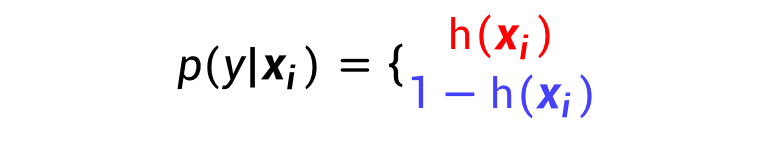 p(y|xᵢ) = {
h(xᵢ)
1 − h(xᵢ)